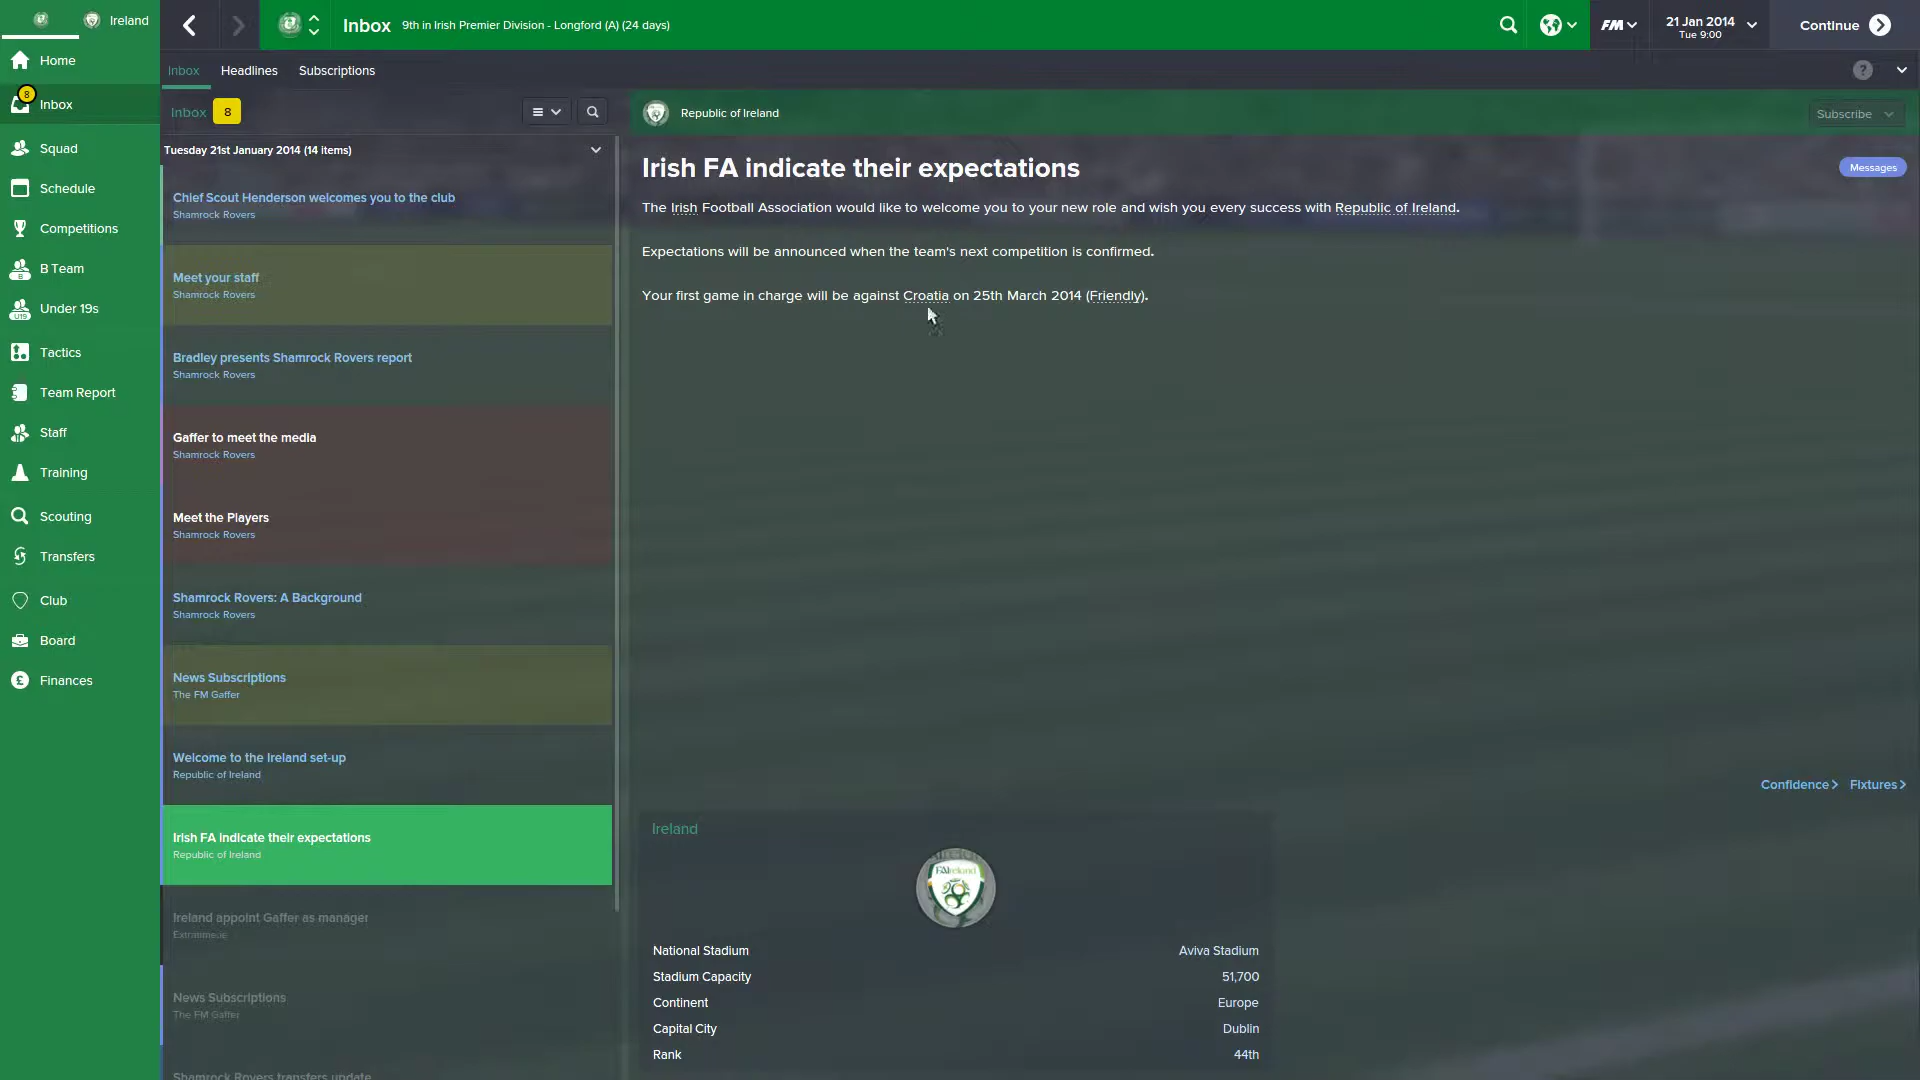 Ireland
Inbox 9th in Irish Premier Division - Longford (A) (24 days)
FM
21 Jan 2014
Tue 9:00
Continue
Home
8
Inbox
Squad
Schedule
Competitions
B
B Team
U19
Under 19s
Tactics
Team Report
Staff
Training
Scouting
Transfers
Club
Board
£ Finances
Inbox Headlines Subscriptions
?
Inbox 8
Tuesday 21st January 2014 (14 items)
Chief Scout Henderson welcomes you to the club
Shamrock Rovers
Meet your staff
Shamrock Rovers
Bradley presents Shamrock Rovers report
Shamrock Rovers
Gaffer to meet the media
Shamrock Rovers
Meet the Players
Shamrock Rovers
Shamrock Rovers: A Background
Shamrock Rovers
News Subscriptions
The FM Gaffer
Welcome to the Ireland set-up
Republic of Ireland
Irish FA indicate their expectations
Republic of Ireland
Ireland appoint Gaffer as manager
News Subscriptions
The FM Gaffer
Shamrock Rovers transfers update
Republic of Ireland
Subscribe
Irish FA indicate their expectations
Messages
The Irish Football Association would like to welcome you to your new role and wish you every success with Republic of Ireland.
Expectations will be announced when the team's next competition is confirmed.
Your first game in charge will be against Croatia on 25th March 2014 (Friendly).
Confidence> Fixtures>
Ireland
FAIreland
National Stadium Aviva Stadium
Stadium Capacity 51,700
Continent Europe
Capital City Dublin
Rank 44th